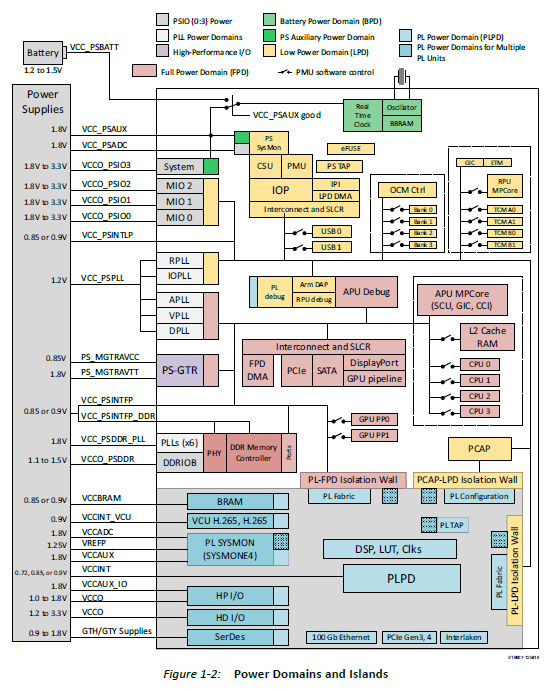 PSIO{0:3} Power
PLL Power Domains
High-Performance I/O
Full Power Domain (FPD)
Battery Power Domain (BPD)
PS Auxiliary Power Domain
Low Power Domain (LPD)
PMU software control
PL Power Domain (PLPD)
PL Power Domains for Multiple
PL Units
Battery
VCC_PSBATT
1.2 to 1.5V
Power
Supplies
VCC_PSAUX good
Real
Time
Clock
Oscillator
BBRAM
1.8V VCC_PSAUX
1.8V VCC_PSADC
1.8V to 3.3V VCCO_PSIO3
1.8V to 3.3V VCCO_PSIO2
1.8V to 3.3V VCCO_PSIO1
1.8V to 3.3V VCCO_PSIO0
0.85 or 0.9V VCC_PSINTLP
1.2V VCC_PSPLL
0.85V PS_MGTRAVCC
1.8V PS_MGTRAVTT
0.85 or 0.9V VCC_PSINTFP
VCC_PSINTFP_DDR
1.8V VCC_PSDDR_PLL
1.1 to 1.5V VCCO_PSDDR
0.85 or 0.9V VCCBRAM
0.9V VCCINT_VCU
1.8V VCCADC
1.25V VREFP
1.8V VCCAUX
0.72, 0.85, or 0.9V VCCINT
1.8V VCCAUX_IO
1.0 to 1.8V VCCO
1.2 to 3.3V VCCO
0.9 to 1.8V GTH/GTY Supplies
System
MIO 2
MIO 1
MIO 0
PS
SysMon
CSU
PMU
eFUSE
PS TAP
IOP
IPI
LPD DMA
Interconnect and SLCR
USB0
USB1
OCM Ctrl
Bank 0
Bank 1
Bank 2
Bank 3
GIC
ETM
RPU
MPCore
TCMA0
TCMA1
TCMB0
TCMB1
RPLL
IOPLL
APLL
VPLL
DPLL
PL
debug
Arm DAP
RPU debug
APU Debug
APU MPCore
(SCU, GIC, CCI)
L2 Cache
RAM
CPU 0
CPU 1
CPU 2
CPU 3
PS-GTR
Interconnect and SLCR
FPD
DMA
PCIe
SATA
DisplayPort
GPU pipeline
GPU PP0
GPU PP1
PLLs (x6)
DDRIOB
PHY
DDR Memory
Controller
Ports
PCAP
PL-FPD Isolation Wall
PCAP-LPD Isolation Wall
PL Fabric
PL Configuration
BRAM
VCU H.265, H.265
PL SYSMON
(SYSMONE4)
PL TAP
DSP, LUT, Clks
PLPD
PL Fabric
PL-LPD Isolation Wall
HP I/O
HD I/O
SerDes
100 Gb Ethernet
PCIe Gen3, 4
Interlaken
Figure 1-2: Power Domains and Islands